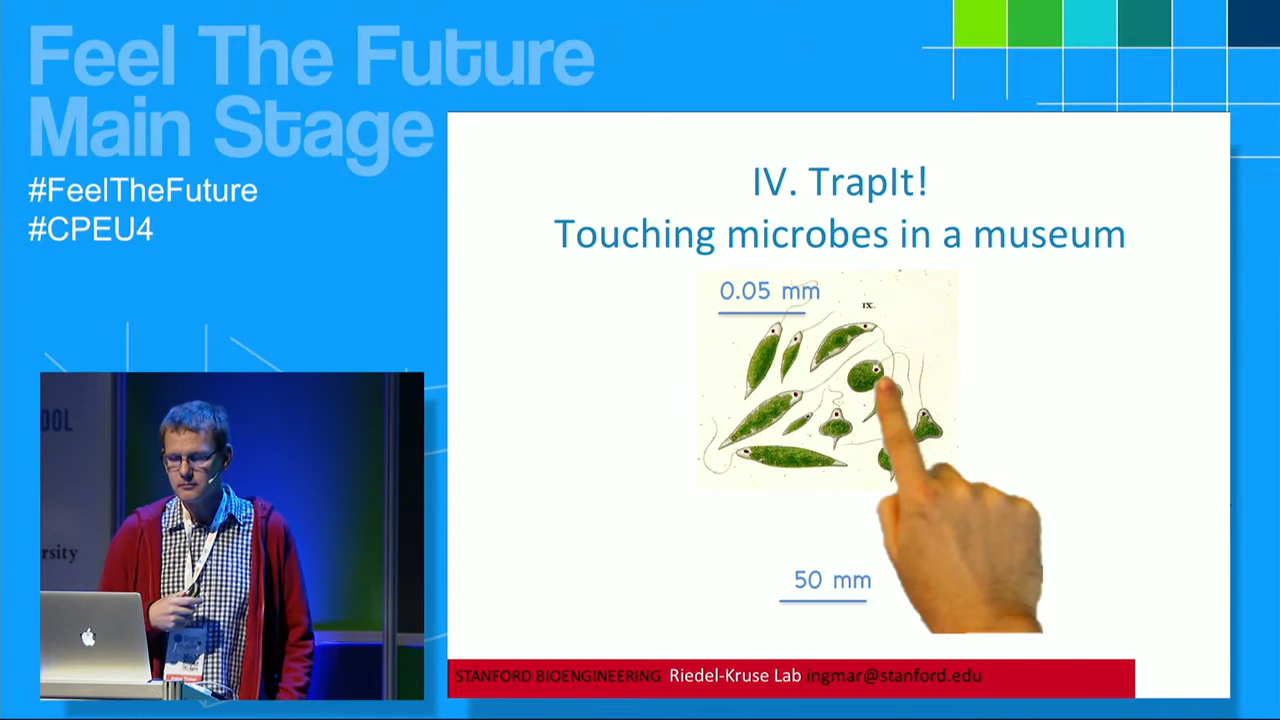 Feel The Future
Main Stage
#FeelTheFuture
#CPEU4
IV. TrapIt!
Touching microbes in a museum
0.05 mm
IX.
50 mm
STANFORD BIOENGINEERING Riedel-Kruse Lab ingmar@stanford.edu